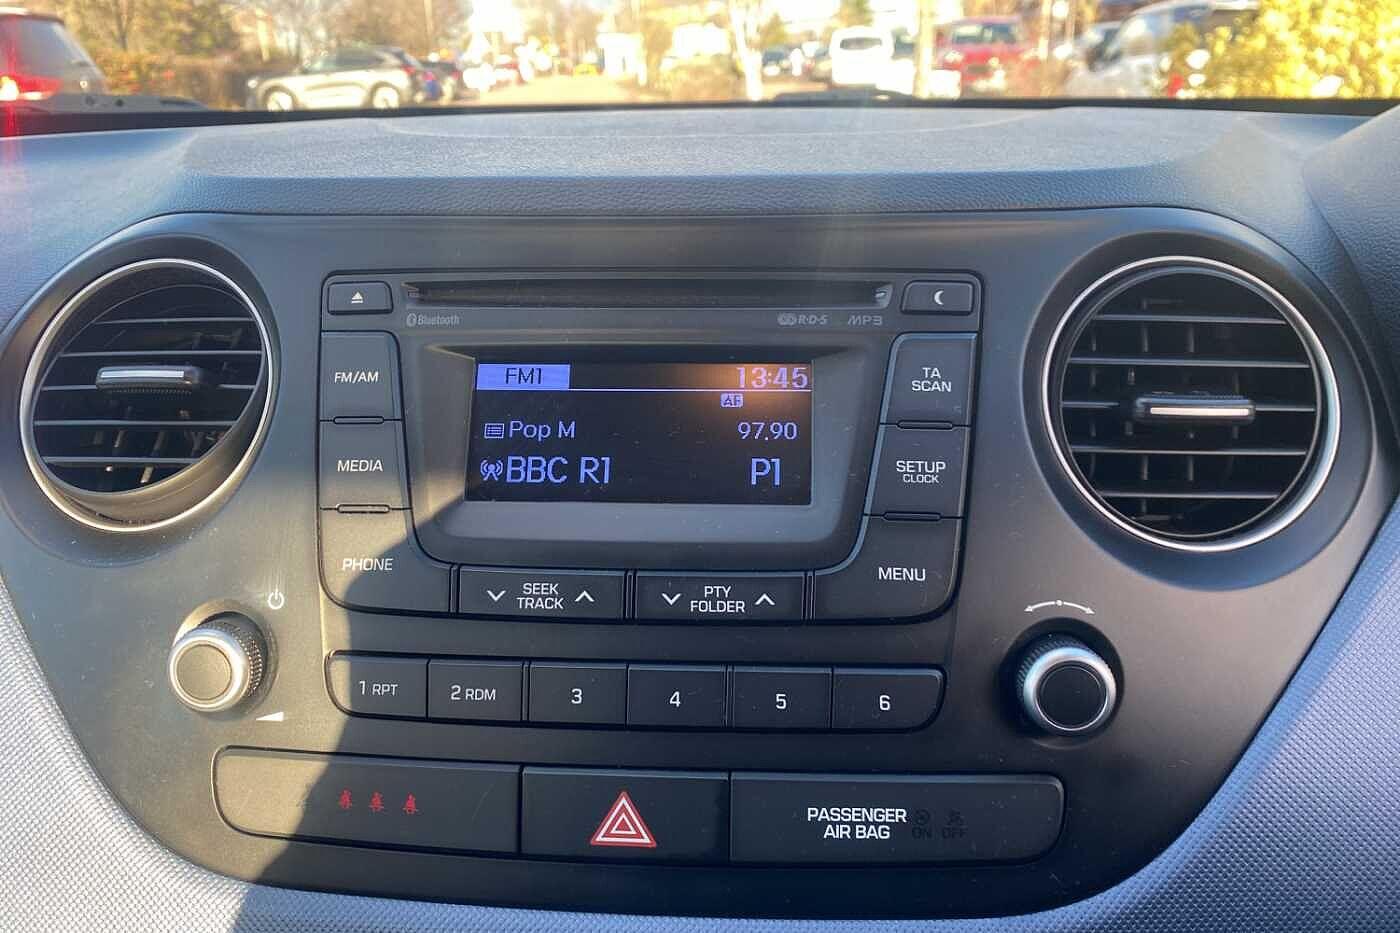 Bluetooth
R·D·S
MP3
FM/AM
MEDIA
PHONE
FM1
13:45
AF
Pop M
97.90
BBC R1
P1
TA
SCAN
SETUP
CLOCK
MENU
SEEK
TRACK
PTY
FOLDER
1 RPT
2 RDM
3
4
5
6
PASSENGER
AIR BAG
ON
OFF